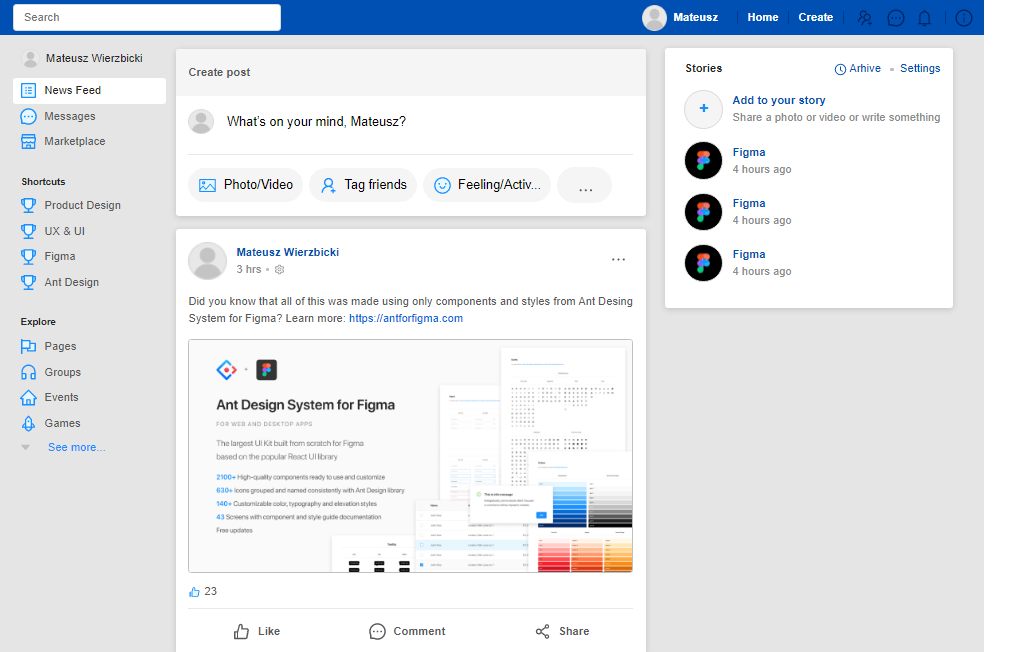 Search
Mateusz
Home
Create
Mateusz Wierzbicki
News Feed
Messages
Marketplace
Shortcuts
Product Design
UX & UI
Figma
Ant Design
Explore
Pages
Groups
Events
Games
See more...
Create post
What's on your mind, Mateusz?
Photo/Video
Tag friends
Feeling/Activ...
...
Mateusz Wierzbicki
3 hrs
Did you know that all of this was made using only components and styles from Ant Desing
System for Figma? Learn more: https://antforfigma.com
Ant Design System for Figma
FOR WEB AND DESKTOP APPS
The largest UI Kit built from scratch for Figma
based on the popular React UI library
2100+ High-quality components ready to use and customize
630+ Icons grouped and named consistently with Ant Design library
140+ Customizable color, typography and elevation styles
43 Screens with component and style guide documentation
Free updates
23
Like
Comment
Share
Stories
Arhive
Settings
Add to your story
Share a photo or video or write something
Figma
4 hours ago
Figma
4 hours ago
Figma
4 hours ago